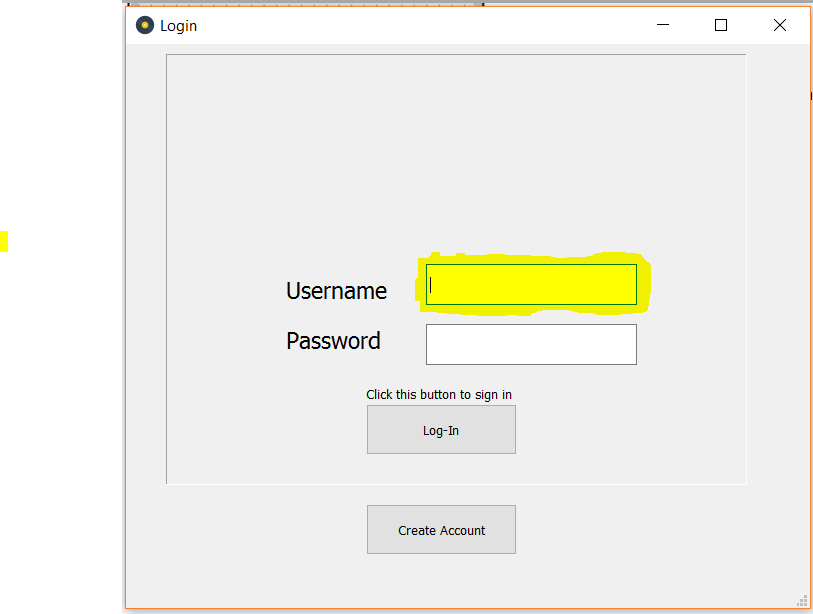 Login
Username
Password
Click this button to sign in
Log-In
Create Account